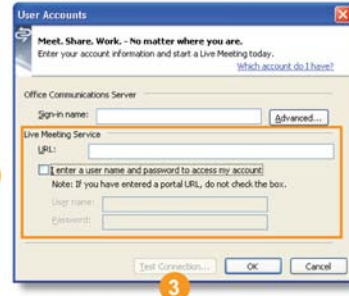 User Accounts
Meet. Share. Work. - No matter where you are.
Enter your account information and start a Live Meeting today.
Which account do I have?
Office Communications Server
Sign-in name:
Advanced...
Live Meeting Service
URL:
I enter a user name and password to access my account
Note: If you have entered a portal URL, do not check the box.
User name:
Password:
Test Connection...
OK
Cancel
3